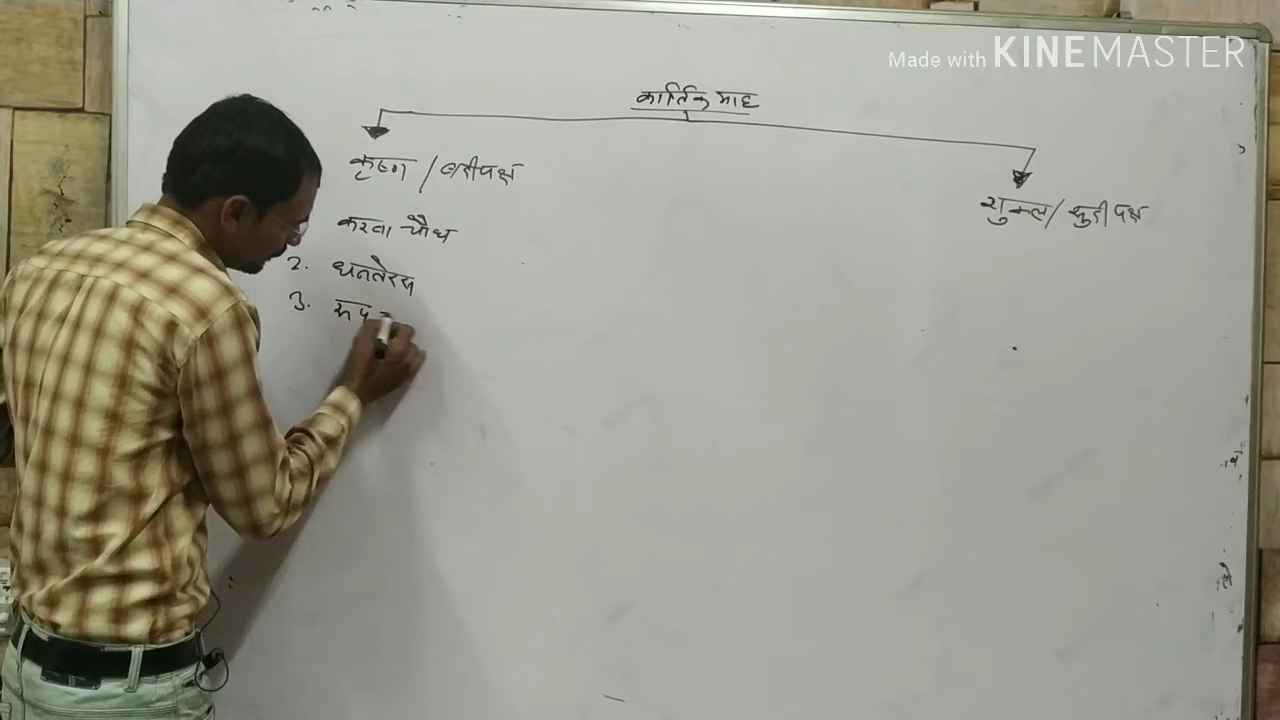 Made with KINEMASTER
कार्तिक माह
कृष्ण / बदीपक्ष
शुक्ल / सुदीपक्ष
करवा चौथ
2. धनतेरस
3. रूप